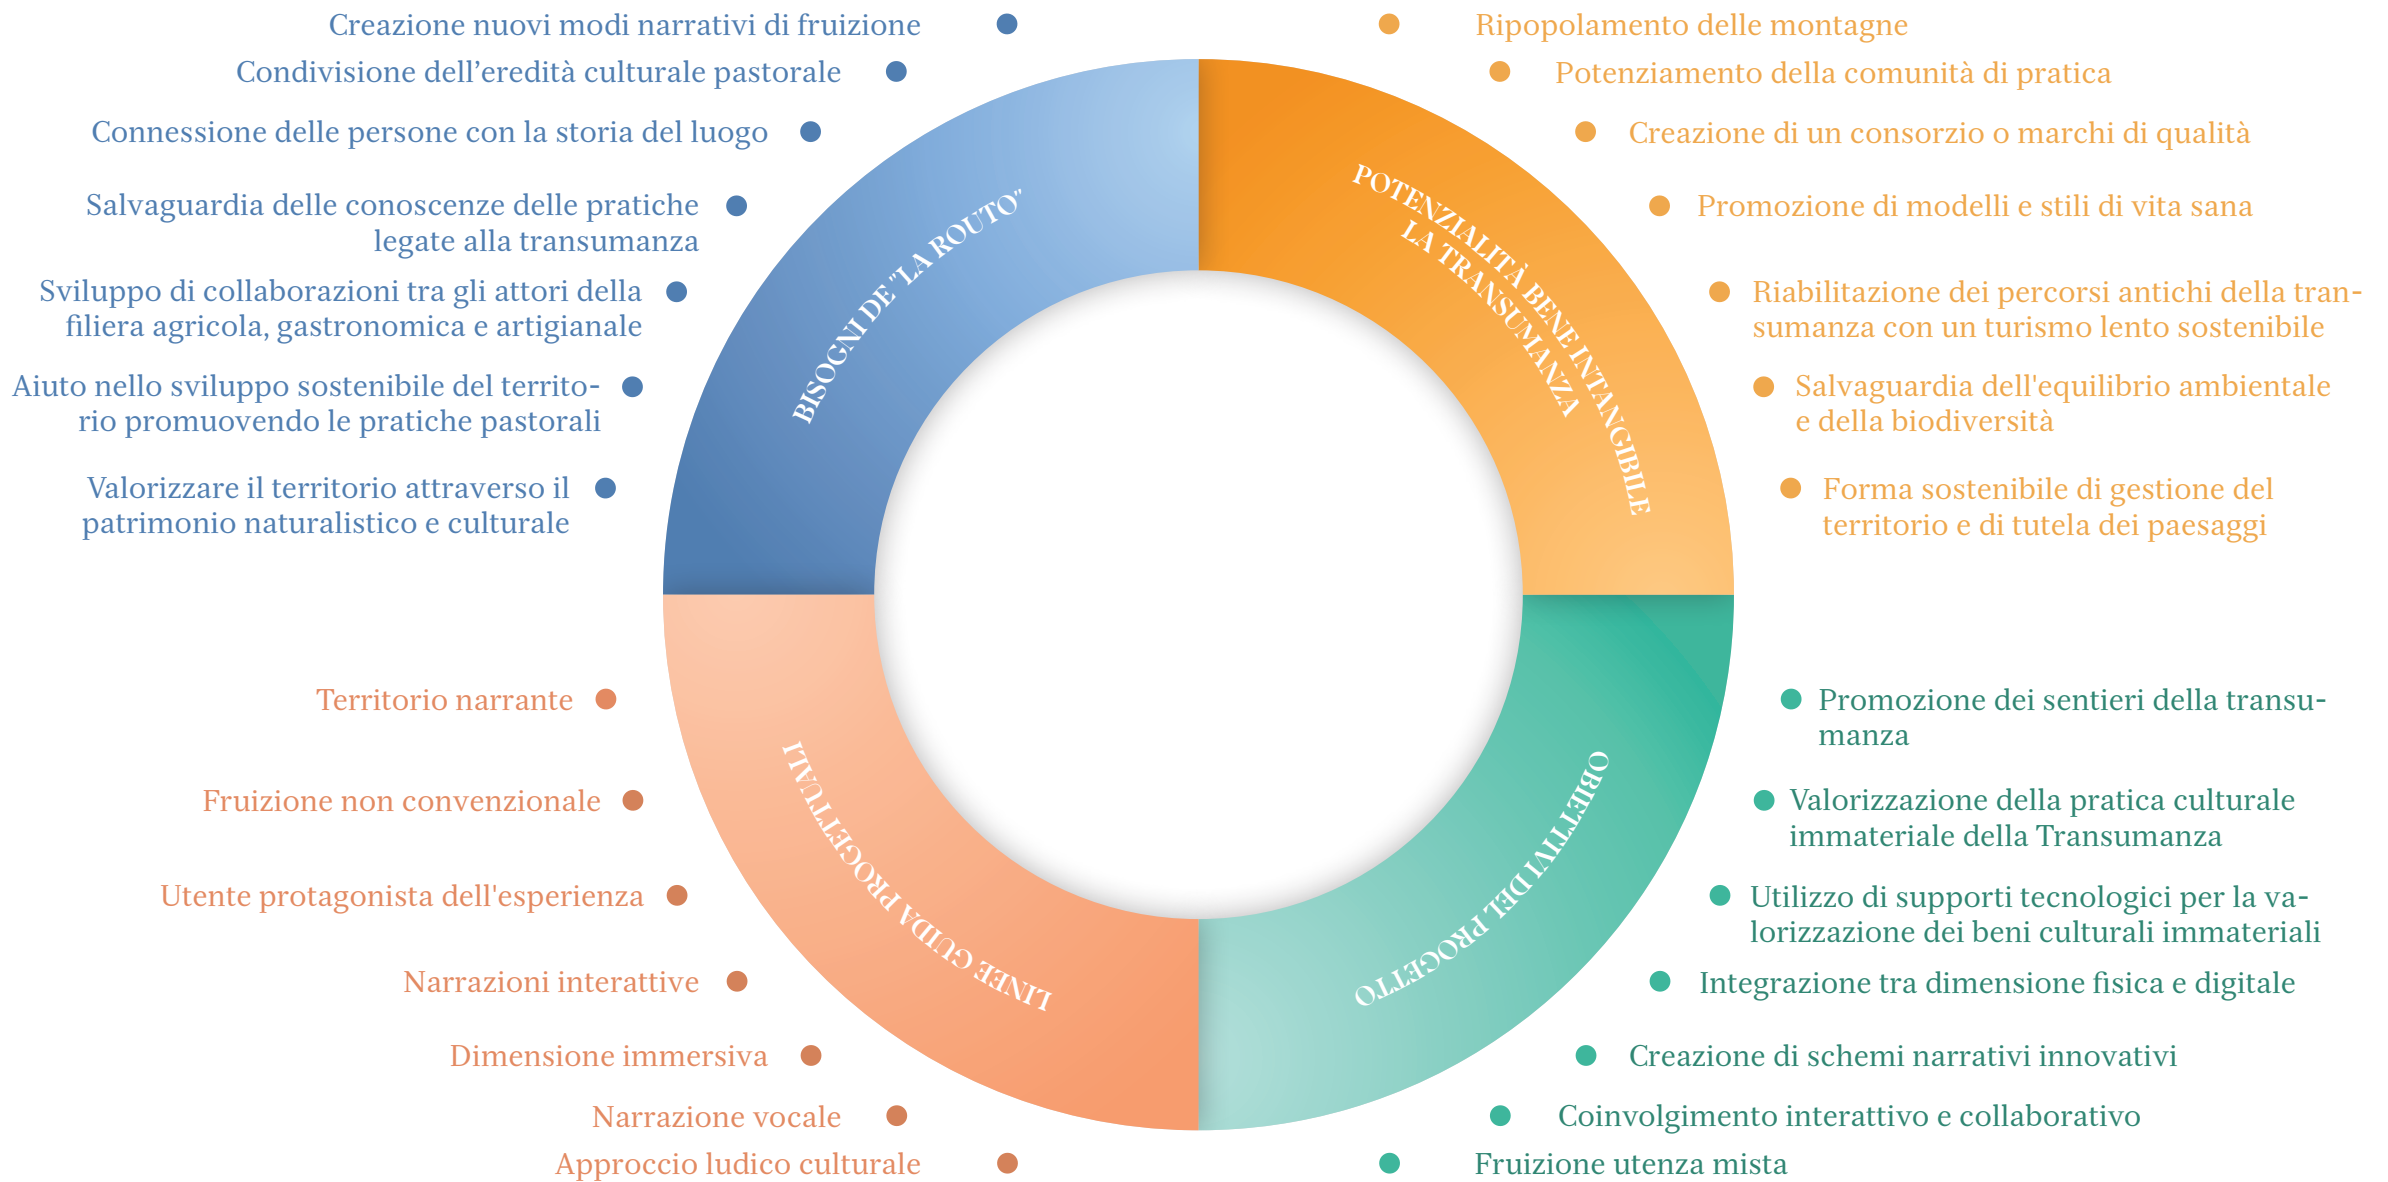 Creazione nuovi modi narrativi di fruizione
Condivisione dell’eredità culturale pastorale
Connessione delle persone con la storia del luogo
Salvaguardia delle conoscenze delle pratiche
legate alla transumanza
Sviluppo di collaborazioni tra gli attori della
filiera agricola, gastronomica e artigianale
Aiuto nello sviluppo sostenibile del territo-
rio promuovendo le pratiche pastorali
Valorizzare il territorio attraverso il
patrimonio naturalistico e culturale
BISOGNI DE "LA ROUTO"
Ripopolamento delle montagne
Potenziamento della comunità di pratica
Creazione di un consorzio o marchi di qualità
Promozione di modelli e stili di vita sana
Riabilitazione dei percorsi antichi della tran-
sumanza con un turismo lento sostenibile
Salvaguardia dell'equilibrio ambientale
e della biodiversità
Forma sostenibile di gestione del
territorio e di tutela dei paesaggi
POTENZIALITÀ BENE INTANGIBILE
LA TRANSUMANZA
Territorio narrante
Fruizione non convenzionale
Utente protagonista dell'esperienza
Narrazioni interattive
Dimensione immersiva
Narrazione vocale
Approccio ludico culturale
LINEE GUIDA PROGETTUALI
Promozione dei sentieri della transu-
manza
Valorizzazione della pratica culturale
immateriale della Transumanza
Utilizzo di supporti tecnologici per la va-
lorizzazione dei beni culturali immateriali
Integrazione tra dimensione fisica e digitale
Creazione di schemi narrativi innovativi
Coinvolgimento interattivo e collaborativo
Fruizione utenza mista
OBIETTIVI DEL PROGETTO